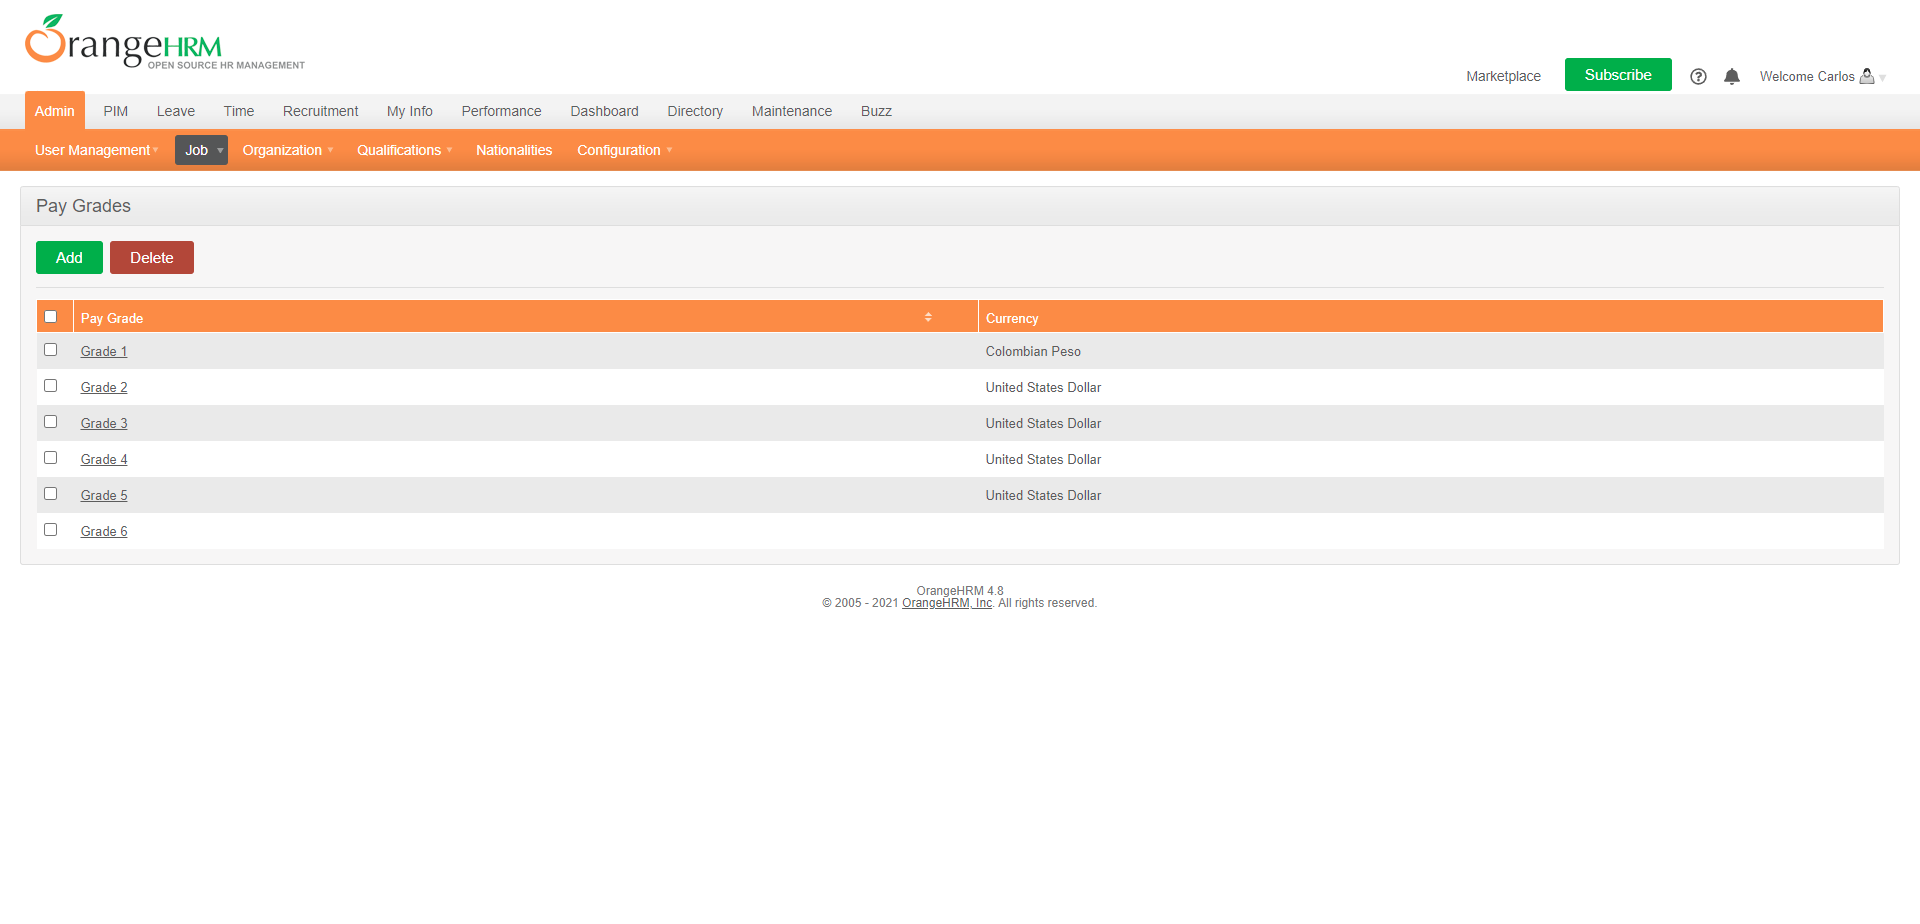 OrangeHRM
OPEN SOURCE HR MANAGEMENT
Marketplace Subscribe Welcome Carlos
Admin PIM Leave Time Recruitment My Info Performance Dashboard Directory Maintenance Buzz
User Management Job Organization Qualifications Nationalities Configuration
Pay Grades
Add Delete
Pay Grade Currency
Grade 1 Colombian Peso
Grade 2 United States Dollar
Grade 3 United States Dollar
Grade 4 United States Dollar
Grade 5 United States Dollar
Grade 6
OrangeHRM 4.8
© 2005 - 2021 OrangeHRM, Inc. All rights reserved.